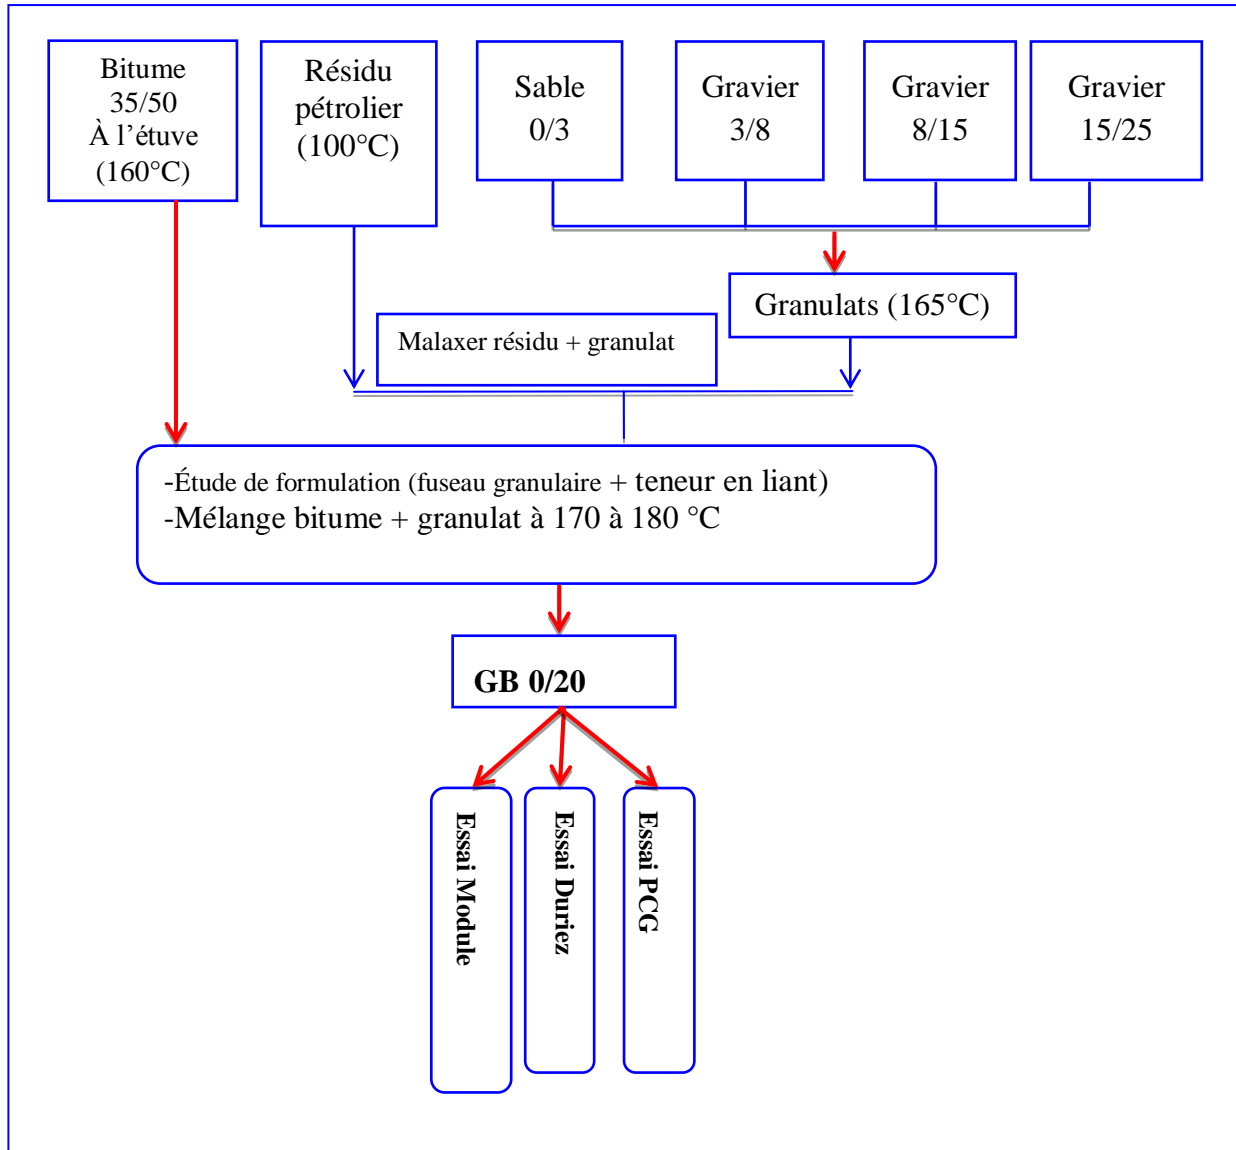 Bitume
35/50
À l’étuve
(160°C)
Résidu
pétrolier
(100°C)
Sable
0/3
Gravier
3/8
Gravier
8/15
Gravier
15/25
Granulats (165°C)
Malaxer résidu + granulat
-Étude de formulation (fuseau granulaire + teneur en liant)
-Mélange bitume + granulat à 170 à 180 °C
GB 0/20
Essai Module
Essai Duriez
Essai PCG